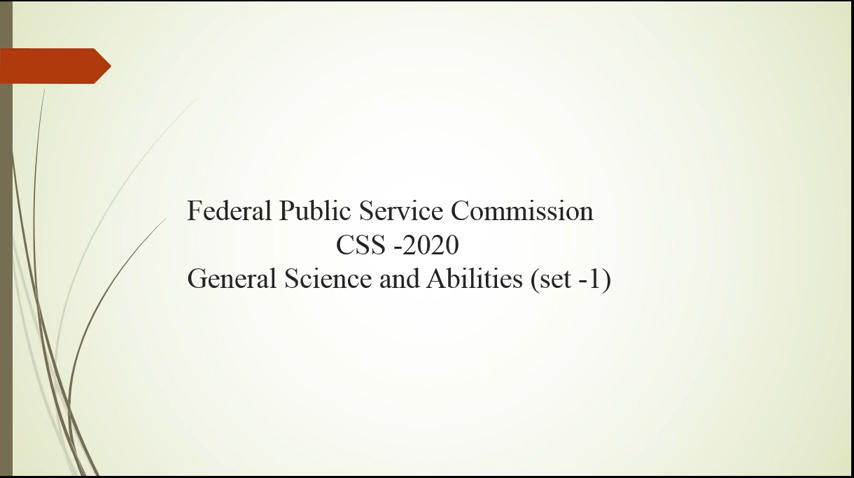 Federal Public Service Commission
CSS -2020
General Science and Abilities (set -1)